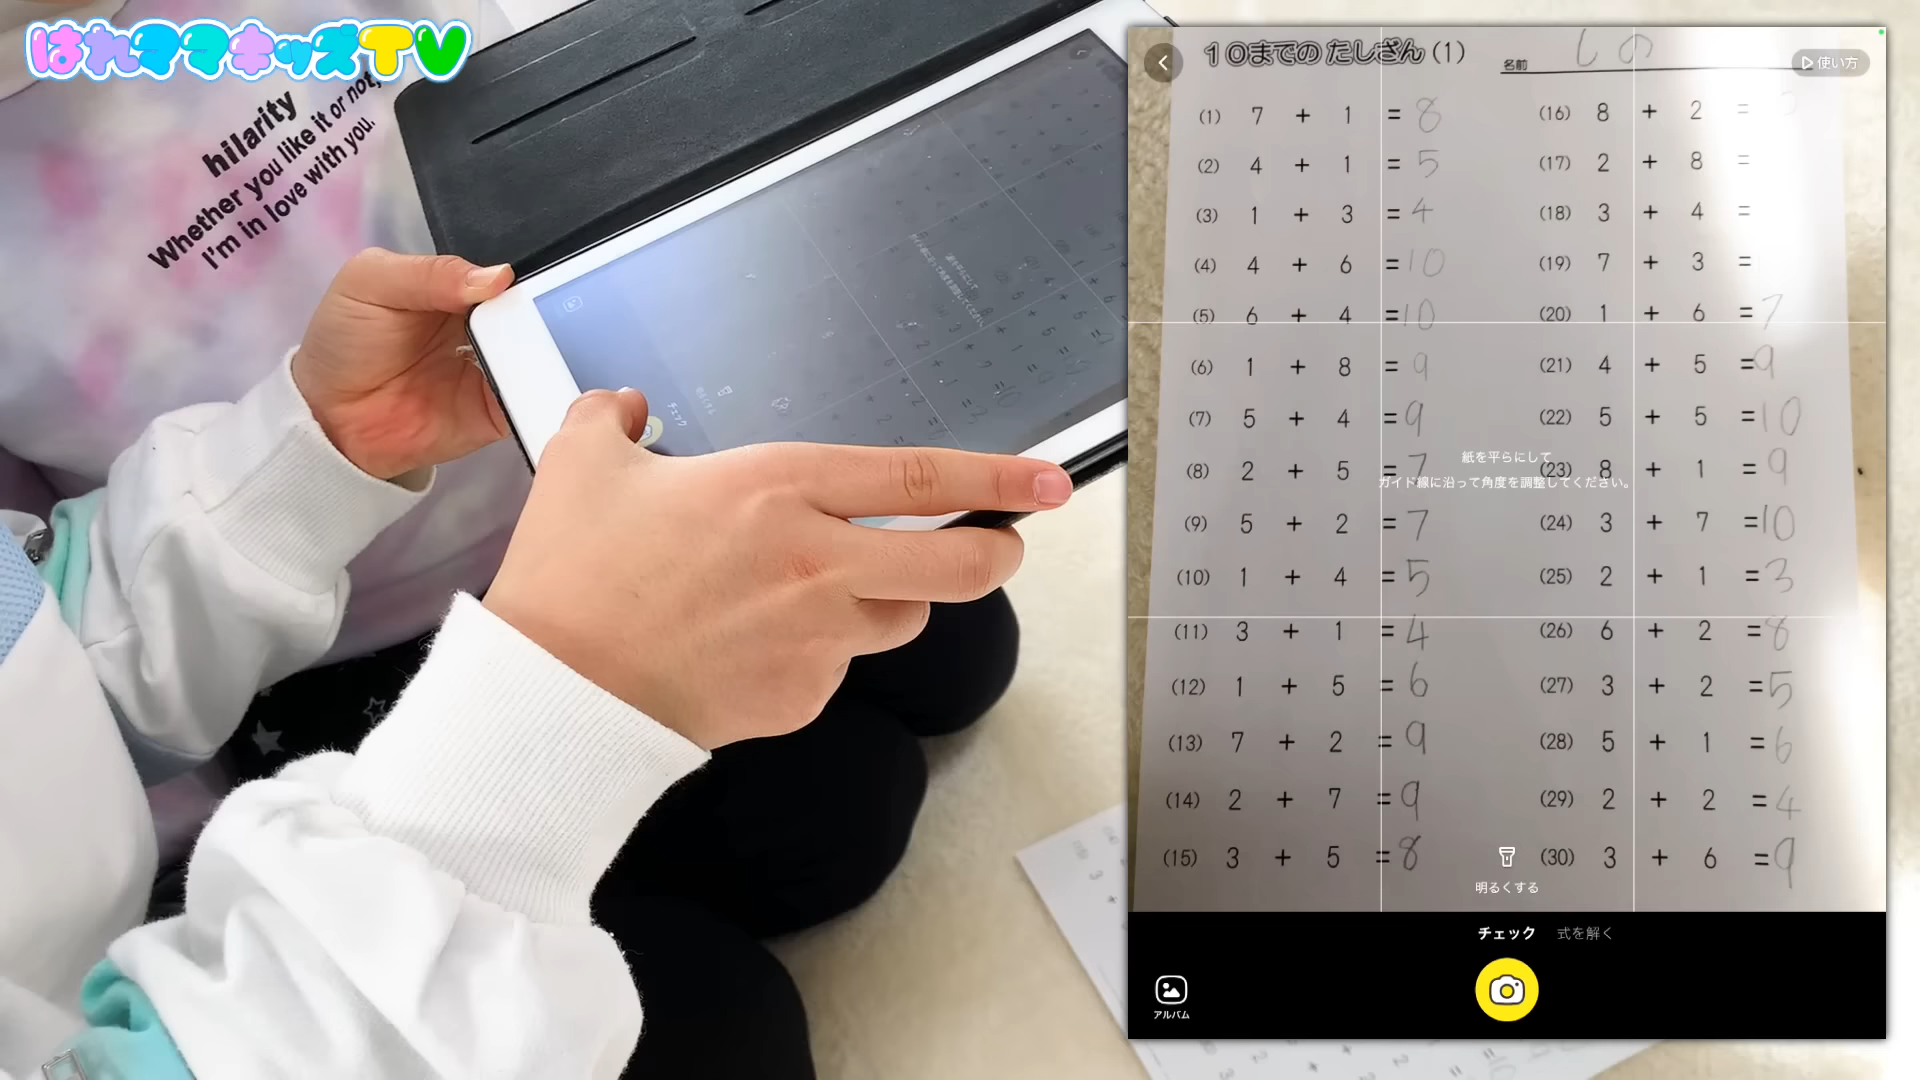 はれママキッズTV
hilarity
Whether you like it or not,
I'm in love with you.
10までの たしざん (1)
名前 しの
使い方
(1) 7 + 1 = 8
(2) 4 + 1 = 5
(3) 1 + 3 = 4
(4) 4 + 6 = 10
(5) 6 + 4 = 10
(6) 1 + 8 = 9
(7) 5 + 4 = 9
(8) 2 + 5 = 7
(9) 5 + 2 = 7
(10) 1 + 4 = 5
(11) 3 + 1 = 4
(12) 1 + 5 = 6
(13) 7 + 2 = 9
(14) 2 + 7 = 9
(15) 3 + 5 = 8
(16) 8 + 2 =
(17) 2 + 8 =
(18) 3 + 4 =
(19) 7 + 3 =
(20) 1 + 6 = 7
(21) 4 + 5 = 9
(22) 5 + 5 = 10
(23) 8 + 1 = 9
(24) 3 + 7 = 10
(25) 2 + 1 = 3
(26) 6 + 2 = 8
(27) 3 + 2 = 5
(28) 5 + 1 = 6
(29) 2 + 2 = 4
(30) 3 + 6 = 9
紙を平らにして
ガイド線に沿って角度を調整してください。
明るくする
チェック 式を解く
アルバム
チェック